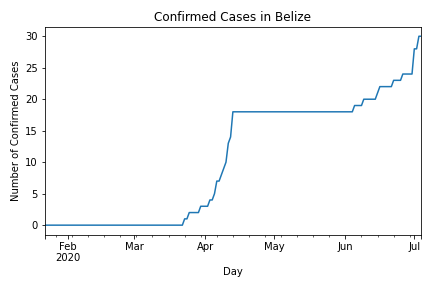 Confirmed Cases in Belize
30
25
20
15
10
5
0
Number of Confirmed Cases
Feb
2020
Mar
Apr
May
Jun
Jul
Day